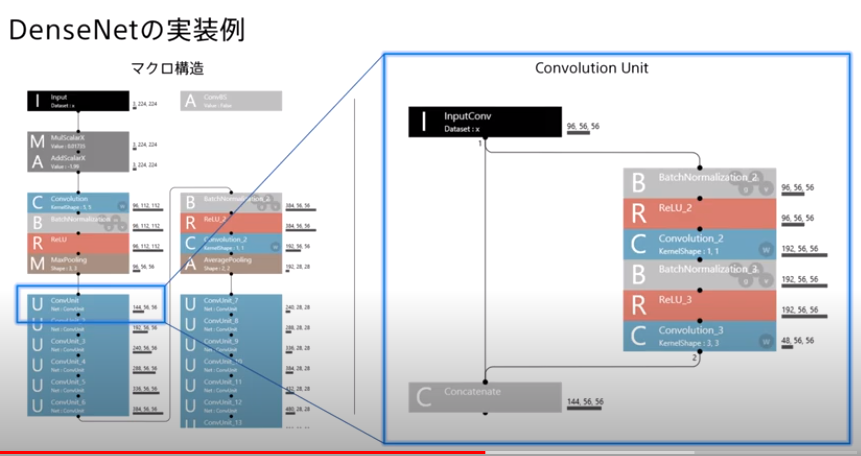 DenseNetの実装例
マクロ構造
I Input
Dataset : x
3, 224, 224
A ConvBS
Value : False
M MulScalarX
Value : 0.01735
3, 224, 224
A AddScalarX
Value : -1.99
3, 224, 224
C Convolution
KernelShape : 5, 5
96, 112, 112
B BatchNormalization
96, 112, 112
R ReLU
96, 112, 112
M MaxPooling
Shape : 3, 3
96, 56, 56
U ConvUnit
Net : ConvUnit
144, 56, 56
U
Net : ConvUnit
192, 56, 56
U ConvUnit_3
Net : ConvUnit
240, 56, 56
U ConvUnit_4
Net : ConvUnit
288, 56, 56
U ConvUnit_5
Net : ConvUnit
336, 56, 56
U ConvUnit_6
Net : ConvUnit
384, 56, 56
B BatchNormalization_2
384, 56, 56
R ReLU_2
384, 56, 56
C Convolution_2
KernelShape : 1, 1
192, 56, 56
A AveragePooling
Shape : 2, 2
192, 28, 28
U ConvUnit_7
Net : ConvUnit
240, 28, 28
U ConvUnit_8
Net : ConvUnit
288, 28, 28
U ConvUnit_9
Net : ConvUnit
336, 28, 28
U ConvUnit_10
Net : ConvUnit
384, 28, 28
U ConvUnit_11
Net : ConvUnit
432, 28, 28
U ConvUnit_12
Net : ConvUnit
480, 28, 28
U ConvUnit_13
Convolution Unit
I InputConv
Dataset : x
96, 56, 56
1
B BatchNormalization_2
96, 56, 56
R ReLU_2
96, 56, 56
C Convolution_2
KernelShape : 1, 1
W
192, 56, 56
B BatchNormalization_3
192, 56, 56
R ReLU_3
192, 56, 56
C Convolution_3
KernelShape : 3, 3
W
48, 56, 56
2
C Concatenate
144, 56, 56